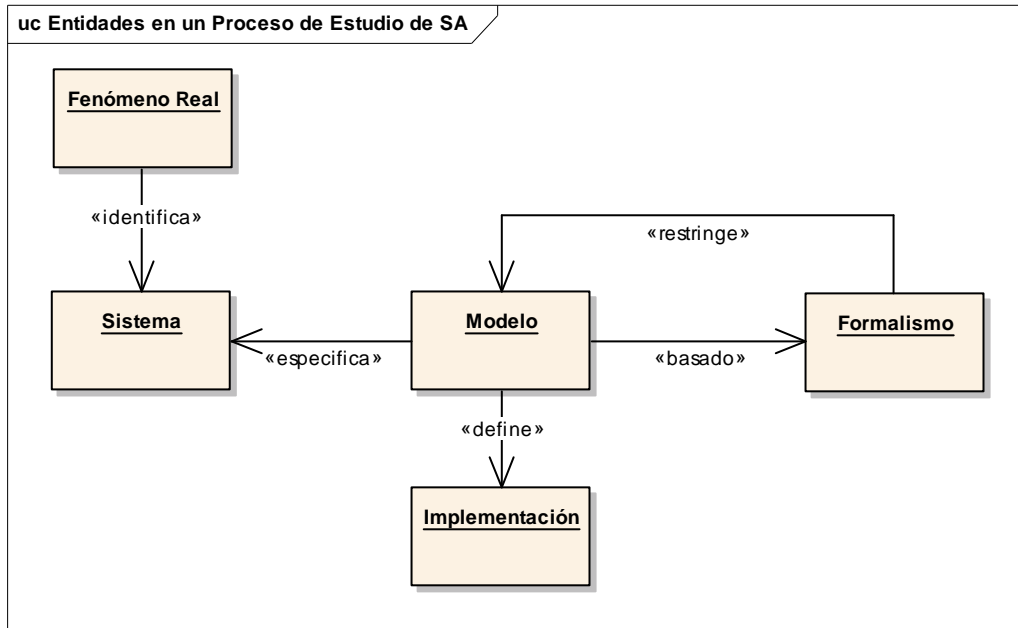 uc Entidades en un Proceso de Estudio de SA
Fenómeno Real
«identifica»
«restringe»
Sistema
Modelo
Formalismo
«especifica»
«basado»
«define»
Implementación